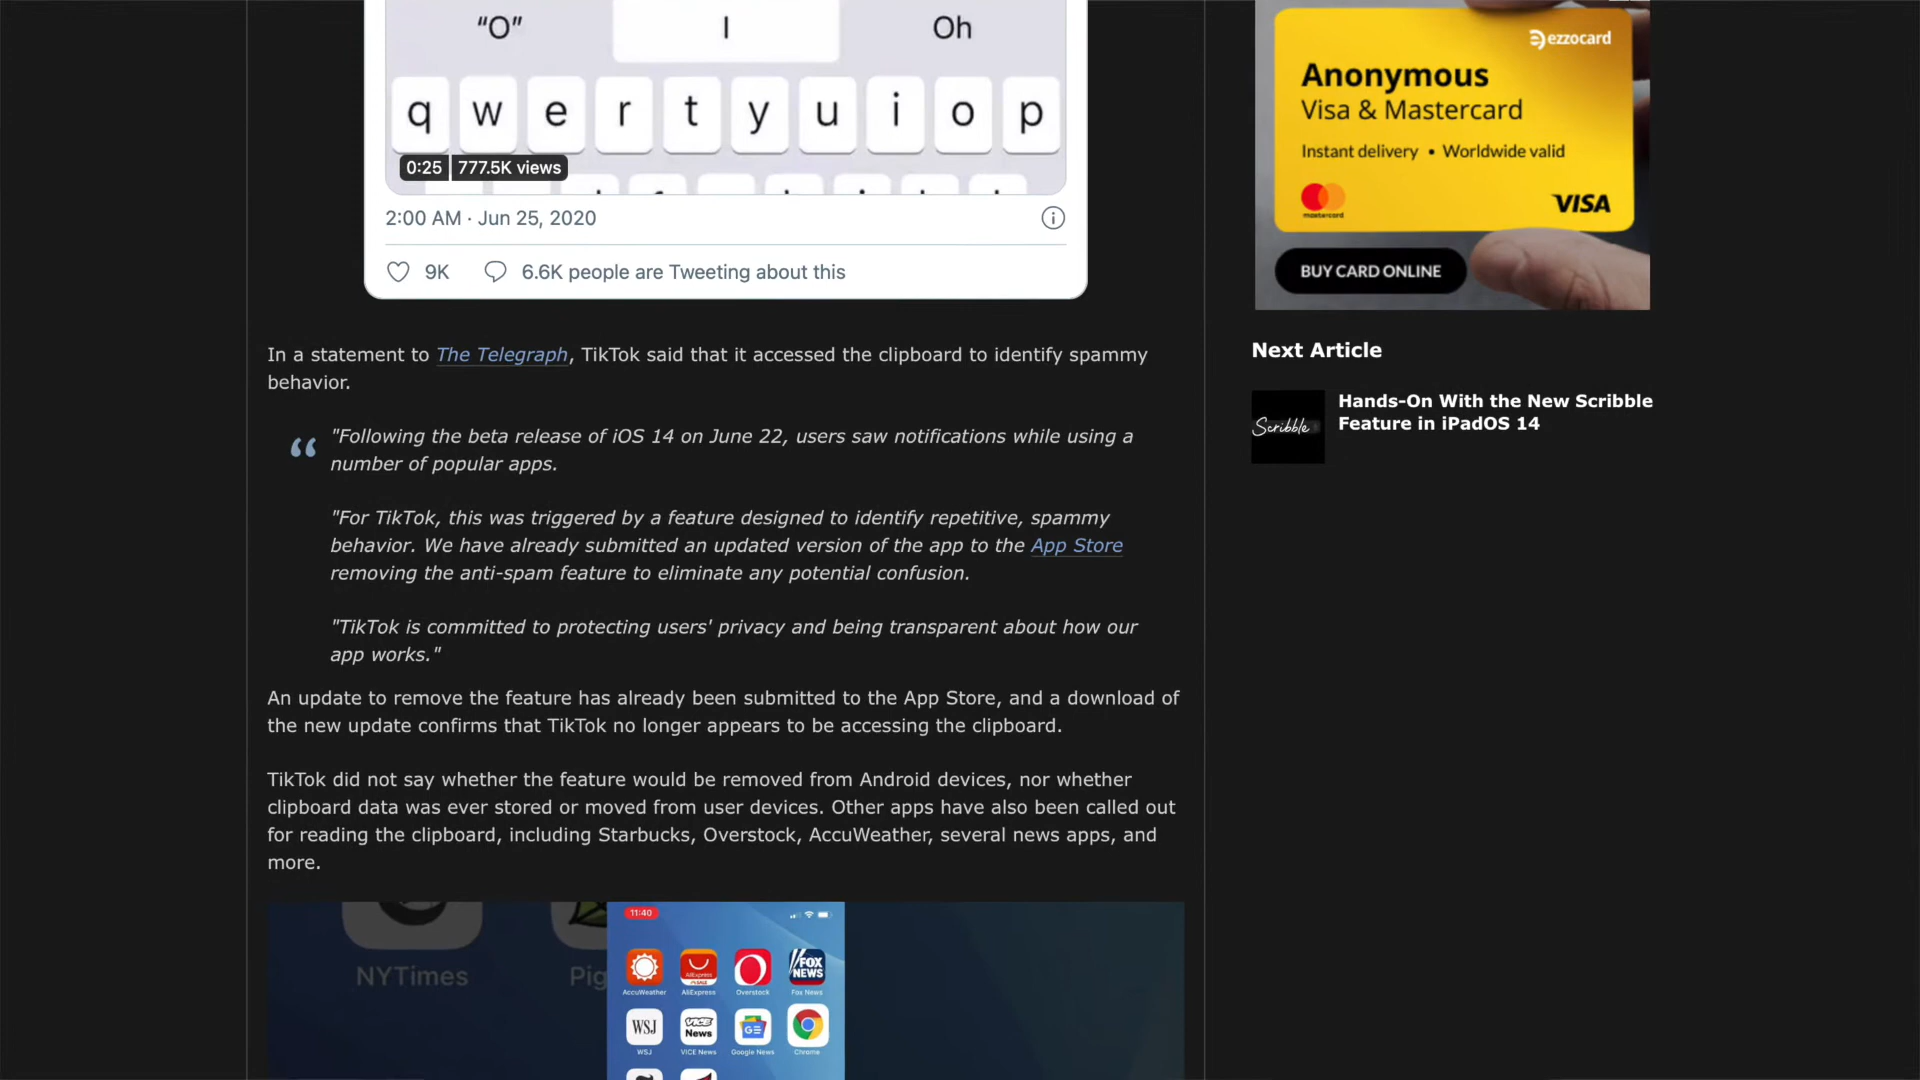 "O" I Oh
q w e r t y u i o p
0:25 777.5K views
2:00 AM · Jun 25, 2020
9K 6.6K people are Tweeting about this
In a statement to The Telegraph, TikTok said that it accessed the clipboard to identify spammy
behavior.
"Following the beta release of iOS 14 on June 22, users saw notifications while using a
number of popular apps.
"For TikTok, this was triggered by a feature designed to identify repetitive, spammy
behavior. We have already submitted an updated version of the app to the App Store
removing the anti-spam feature to eliminate any potential confusion.
"TikTok is committed to protecting users' privacy and being transparent about how our
app works."
An update to remove the feature has already been submitted to the App Store, and a download of
the new update confirms that TikTok no longer appears to be accessing the clipboard.
TikTok did not say whether the feature would be removed from Android devices, nor whether
clipboard data was ever stored or moved from user devices. Other apps have also been called out
for reading the clipboard, including Starbucks, Overstock, AccuWeather, several news apps, and
more.
NYTimes Pig
11:40
AliExpress
FOX NEWS
AccuWeather AliExpress Overstock Fox News
WSJ VICE News GE
WSJ VICE News Google News Chrome
ezzocard
Anonymous
Visa & Mastercard
Instant delivery • Worldwide valid
mastercard VISA
BUY CARD ONLINE
Next Article
Scribble
Hands-On With the New Scribble
Feature in iPadOS 14